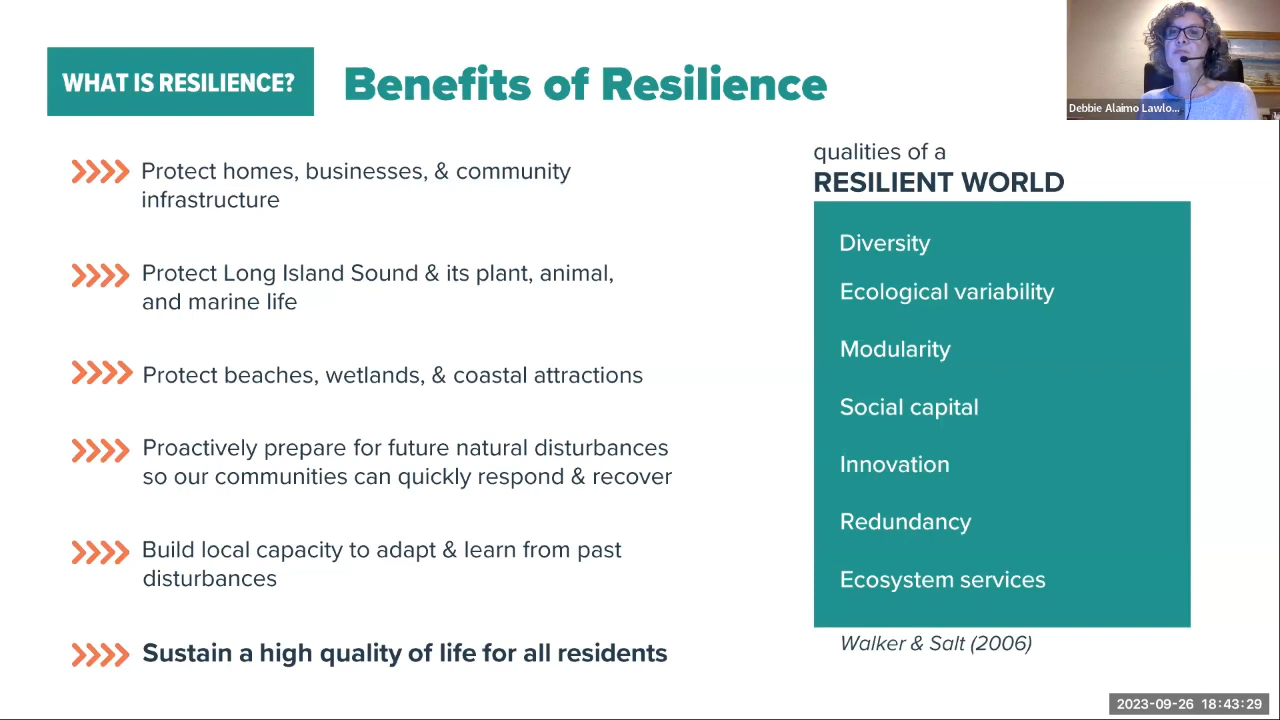 WHAT IS RESILIENCE?
Benefits of Resilience
Debbie Alaimo Lawlo...
Protect homes, businesses, & community
infrastructure
Protect Long Island Sound & its plant, animal,
and marine life
Protect beaches, wetlands, & coastal attractions
Proactively prepare for future natural disturbances
so our communities can quickly respond & recover
Build local capacity to adapt & learn from past
disturbances
Sustain a high quality of life for all residents
qualities of a
RESILIENT WORLD
Diversity
Ecological variability
Modularity
Social capital
Innovation
Redundancy
Ecosystem services
Walker & Salt (2006)
2023-09-26 18:43:29